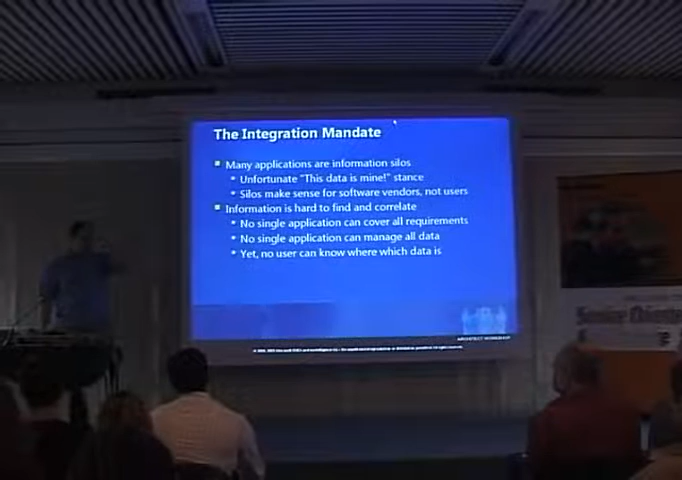 The Integration Mandate
Many applications are information silos
Unfortunate "This data is mine!" stance
Silos make sense for software vendors, not users
Information is hard to find and correlate
No single application can cover all requirements
No single application can manage all data
Yet, no user can know where which data is